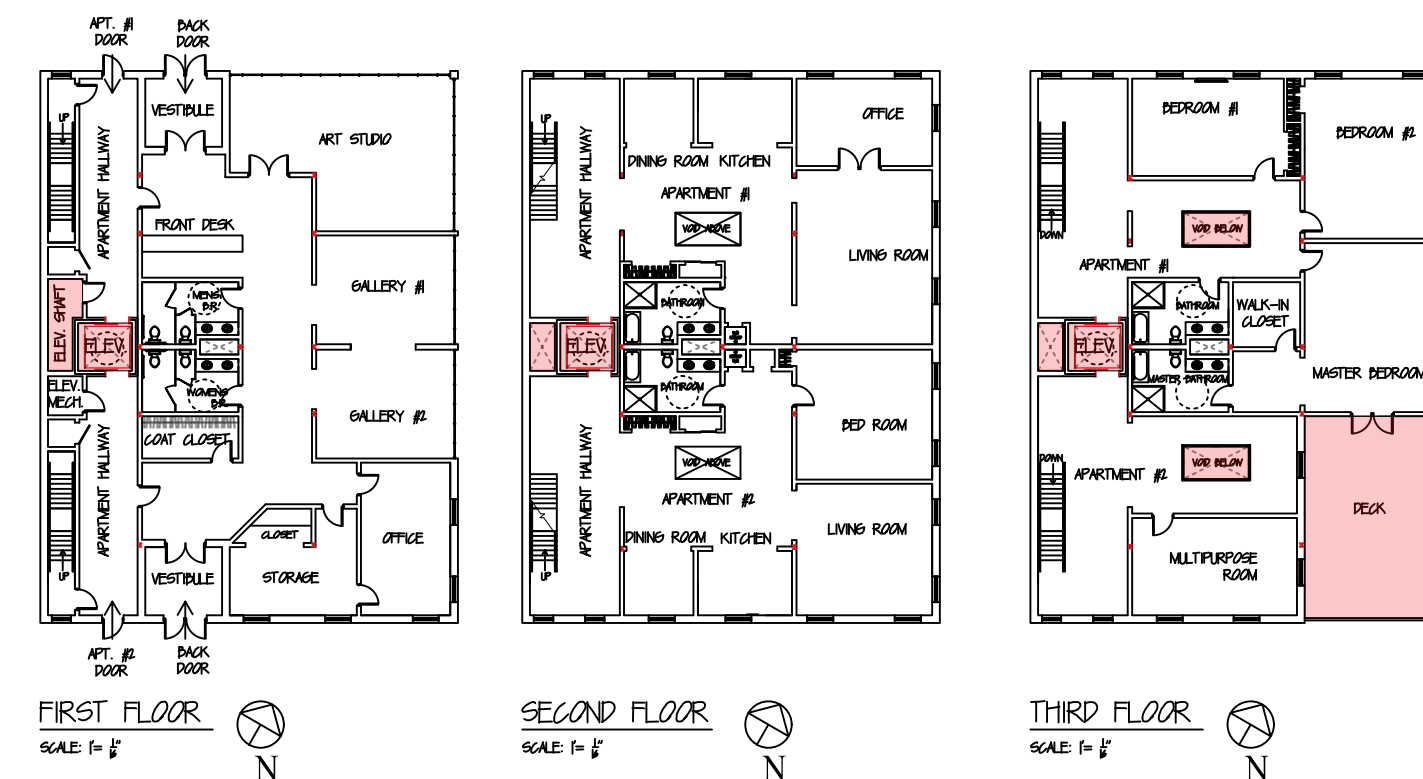 APT. #1
DOOR
BACK
DOOR
UP
VESTIBULE
APARTMENT HALLWAY
ART STUDIO
FRONT DESK
GALLERY #1
MENS
B.R.
ELEV. SHAFT
ELEV.
ELEV.
MECH.
WOMENS
B.R.
GALLERY #2
COAT CLOSET
APARTMENT HALLWAY
CLOSET
OFFICE
UP
VESTIBULE
STORAGE
APT. #2
DOOR
BACK
DOOR
FIRST FLOOR
SCALE: 1'= 1/16"
N
UP
APARTMENT HALLWAY
OFFICE
DINING ROOM
KITCHEN
APARTMENT #1
VOID ABOVE
LIVING ROOM
BATHROOM
ELEV.
BATHROOM
BED ROOM
VOID ABOVE
APARTMENT #2
APARTMENT HALLWAY
DINING ROOM
KITCHEN
LIVING ROOM
UP
SECOND FLOOR
SCALE: 1'= 1/16"
N
BEDROOM #1
BEDROOM #2
DOWN
VOID BELOW
APARTMENT #1
BATHROOM
WALK-IN
CLOSET
ELEV.
MASTER BATHROOM
MASTER BEDROOM
DOWN
VOID BELOW
APARTMENT #2
DECK
MULTIPURPOSE
ROOM
THIRD FLOOR
SCALE: 1'= 1/16"
N